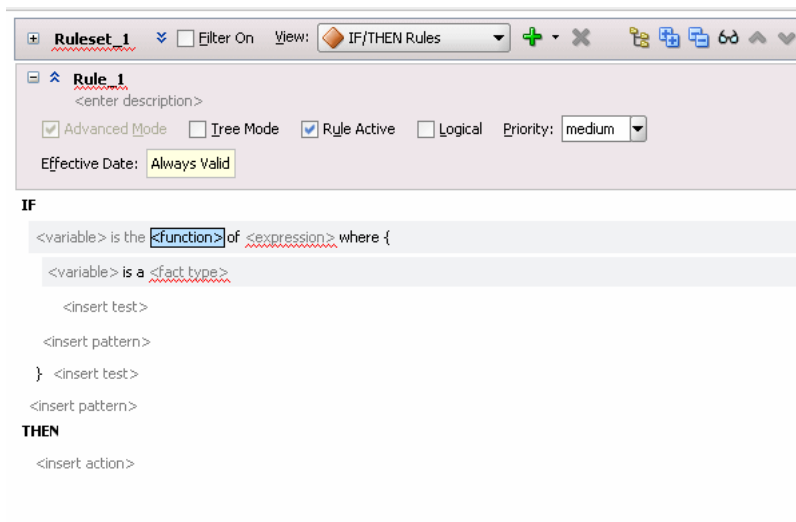 Ruleset_1 Filter On View: IF/THEN Rules
Rule_1
<enter description>
Advanced Mode Tree Mode Rule Active Logical Priority: medium
Effective Date: Always Valid
IF
<variable> is the <function> of <expression> where {
<variable> is a <fact type>
<insert test>
<insert pattern>
} <insert test>
<insert pattern>
THEN
<insert action>